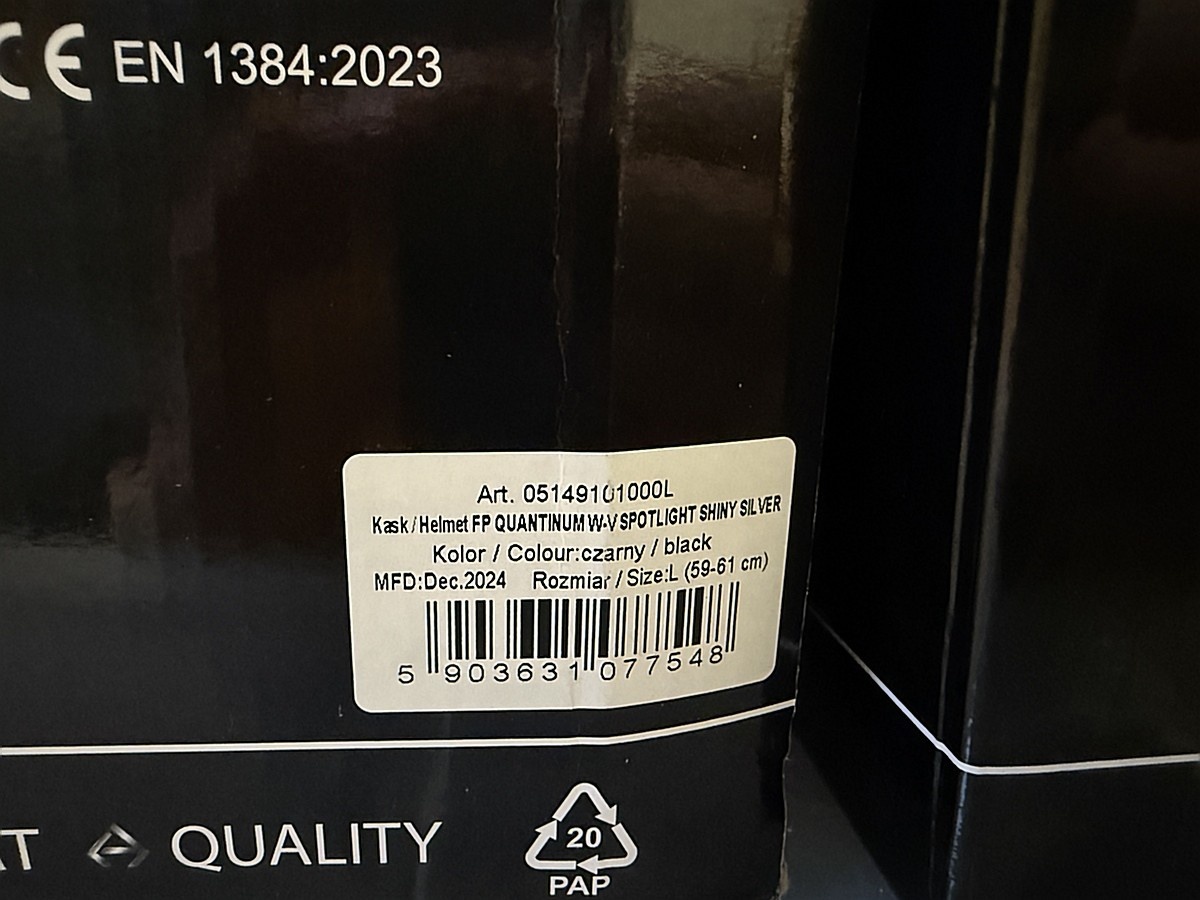 CE EN 1384:2023
Art. 05149101000L
Kask / Helmet FP QUANTINUM W-V SPOTLIGHT SHINY SILVER
Kolor / Colour:czarny / black
MFD:Dec.2024 Rozmiar / Size:L (59-61 cm)
5 903631 077548
QUALITY
20
PAP